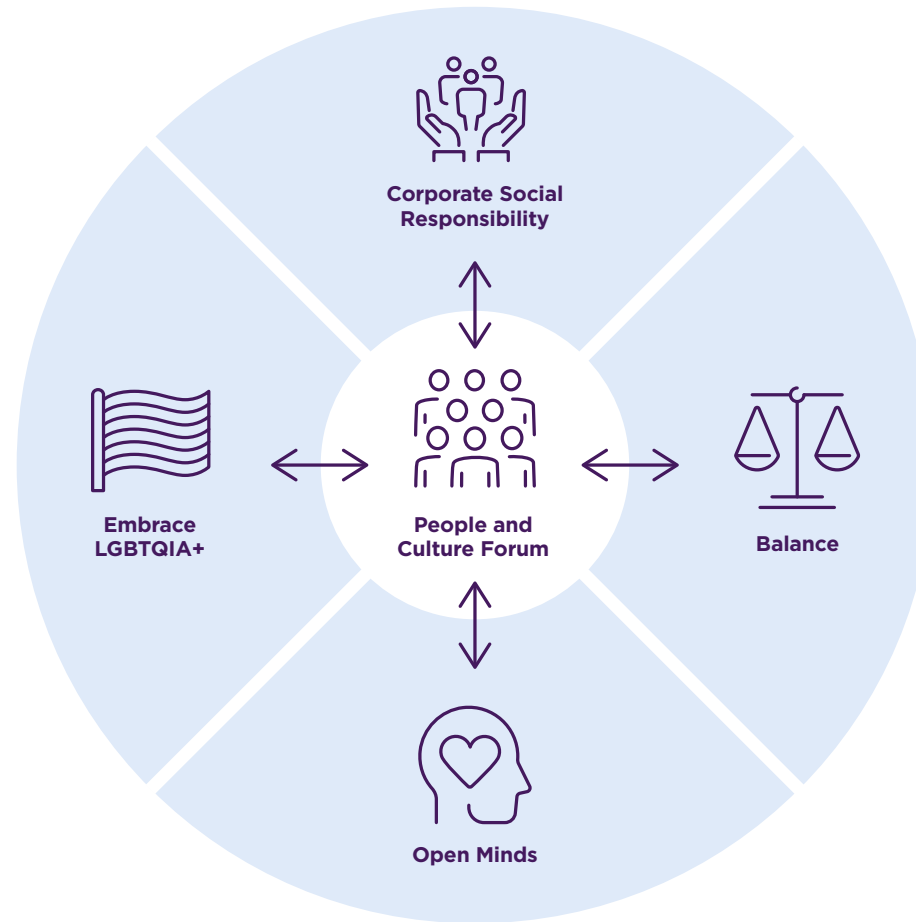 Corporate Social
Responsibility
Embrace
LGBTQIA+
People and
Culture Forum
Balance
Open Minds